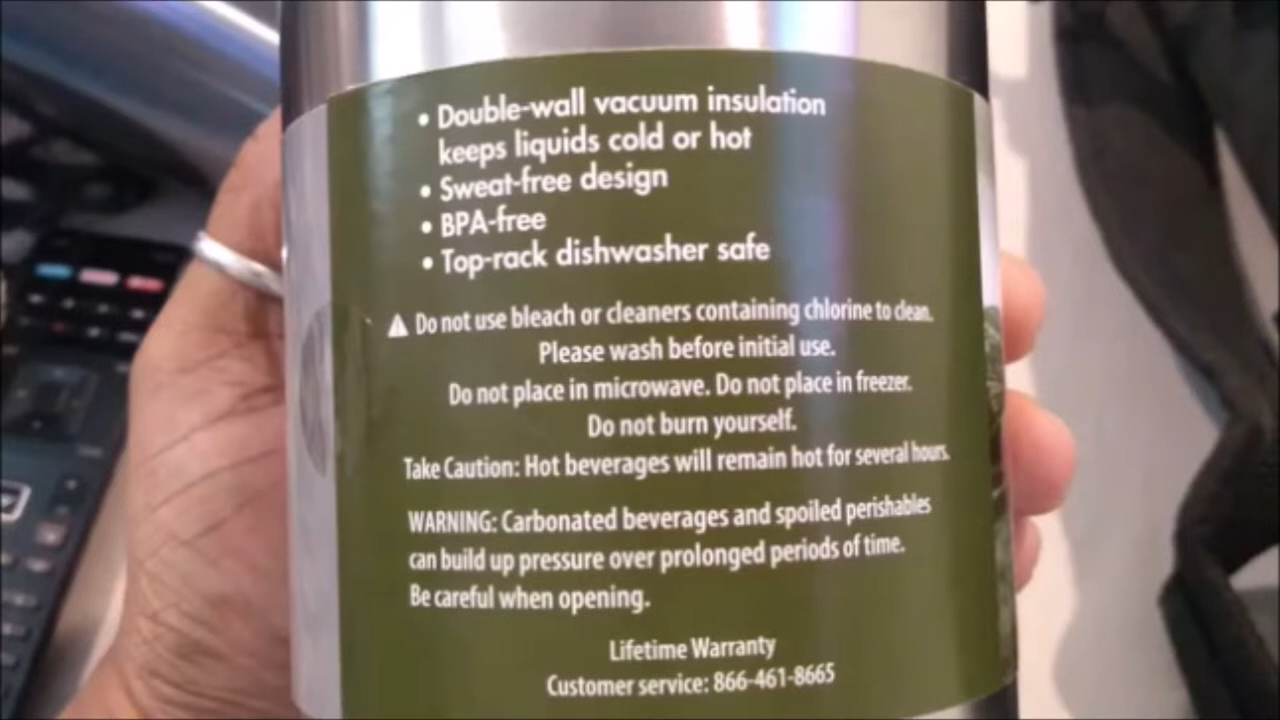 • Double-wall vacuum insulation
keeps liquids cold or hot
• Sweat-free design
• BPA-free
• Top-rack dishwasher safe
⚠ Do not use bleach or cleaners containing chlorine to clean.
Please wash before initial use.
Do not place in microwave. Do not place in freezer.
Do not burn yourself.
Take Caution: Hot beverages will remain hot for several hours.
WARNING: Carbonated beverages and spoiled perishables
can build up pressure over prolonged periods of time.
Be careful when opening.
Lifetime Warranty
Customer service: 866-461-8665